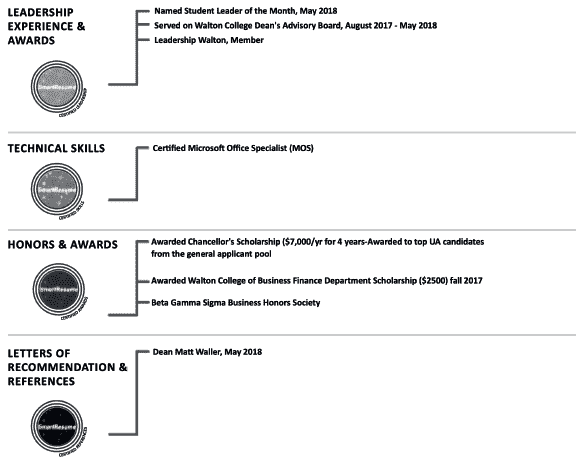 LEADERSHIP
EXPERIENCE &
AWARDS
Named Student Leader of the Month, May 2018
Served on Walton College Dean's Advisory Board, August 2017 - May 2018
Leadership Walton, Member
SmartResume
CERTIFIED LEADERSHIP
TECHNICAL SKILLS
Certified Microsoft Office Specialist (MOS)
SmartResume
CERTIFIED SKILLS
HONORS & AWARDS
Awarded Chancellor's Scholarship ($7,000/yr for 4 years-Awarded to top UA candidates
from the general applicant pool
Awarded Walton College of Business Finance Department Scholarship ($2500) fall 2017
Beta Gamma Sigma Business Honors Society
SmartResume
CERTIFIED AWARDS
LETTERS OF
RECOMMENDATION &
REFERENCES
Dean Matt Waller, May 2018
SmartResume
CERTIFIED REFERENCES